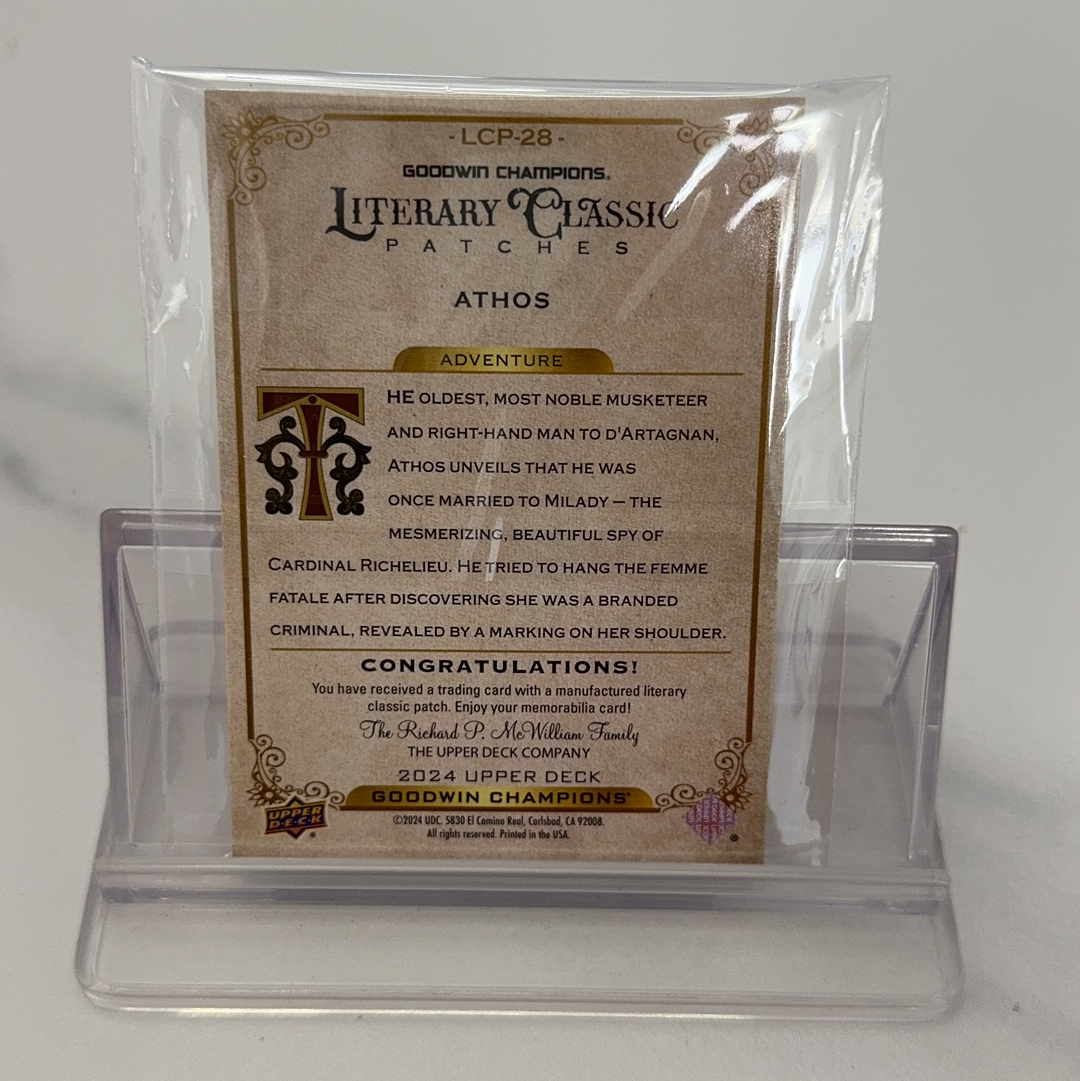 - LCP-28 -
GOODWIN CHAMPIONS®
LITERARY CLASSIC
PATCHES
ATHOS
ADVENTURE
THE OLDEST, MOST NOBLE MUSKETEER
AND RIGHT-HAND MAN TO D'ARTAGNAN,
ATHOS UNVEILS THAT HE WAS
ONCE MARRIED TO MILADY – THE
MESMERIZING, BEAUTIFUL SPY OF
CARDINAL RICHELIEU. HE TRIED TO HANG THE FEMME
FATALE AFTER DISCOVERING SHE WAS A BRANDED
CRIMINAL, REVEALED BY A MARKING ON HER SHOULDER.
CONGRATULATIONS!
You have received a trading card with a manufactured literary
classic patch. Enjoy your memorabilia card!
The Richard P. McWilliam Family
THE UPPER DECK COMPANY
2024 UPPER DECK
GOODWIN CHAMPIONS®
UPPER
D·E·C·K®
©2024 UDC. 5830 El Camino Real, Carlsbad, CA 92008.
All rights reserved. Printed in the USA.